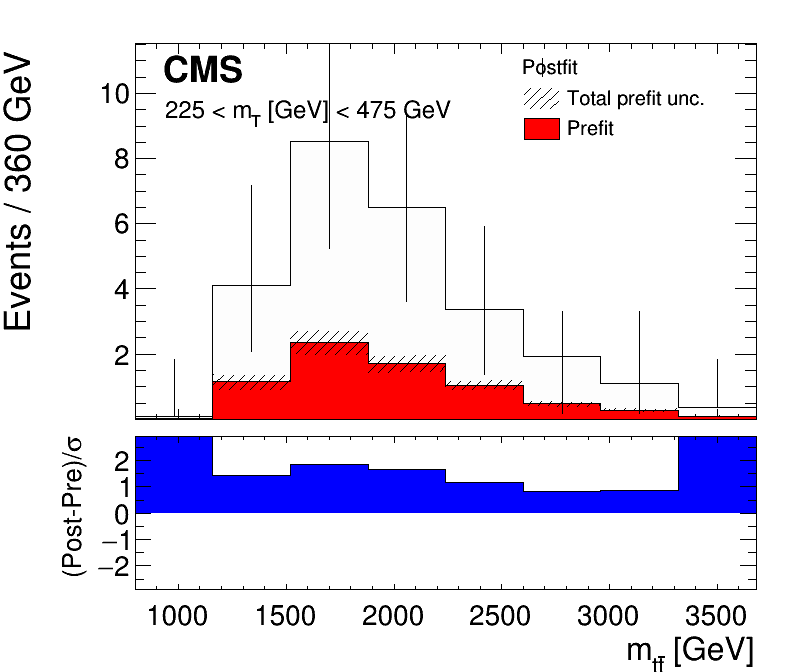 CMS
225 < m_T [GeV] < 475 GeV
Postfit
Total prefit unc.
Prefit
Events / 360 GeV
10
8
6
4
2
(Post-Pre)/σ
2
1
0
−1
−2
1000 1500 2000 2500 3000 3500
m_tt̄ [GeV]